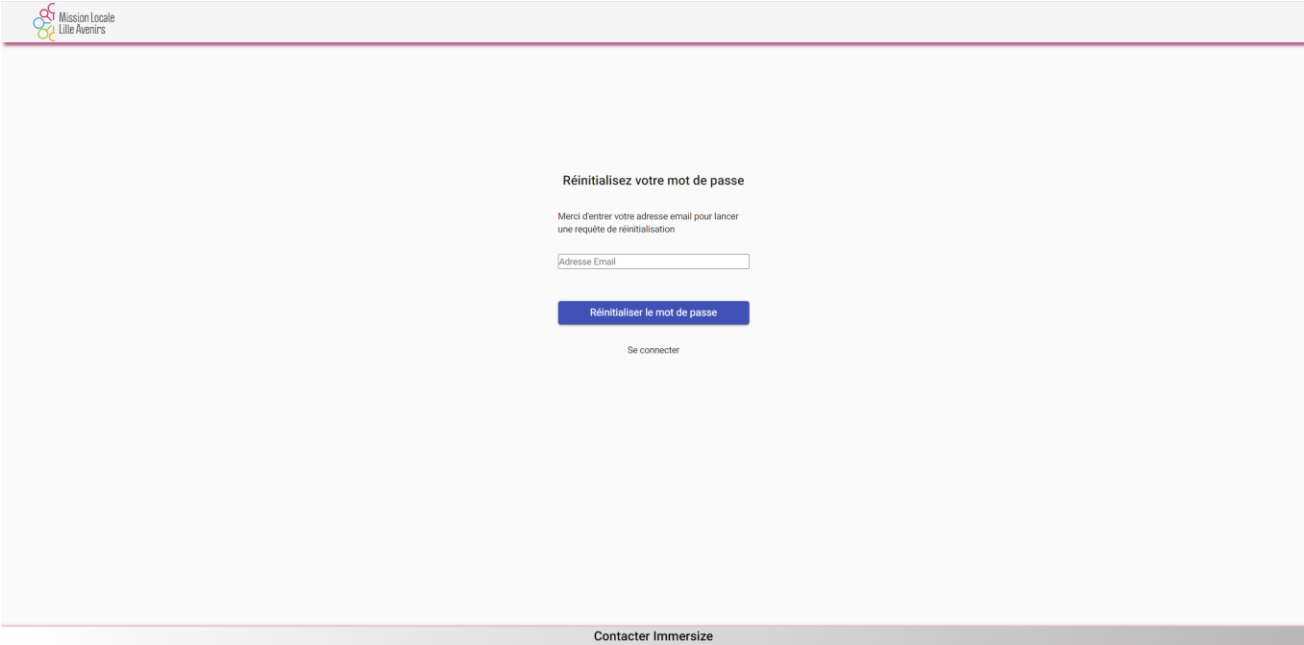 Mission Locale
Lille Avenirs
Réinitialisez votre mot de passe
Merci d'entrer votre adresse email pour lancer
une requête de réinitialisation
Adresse Email
Réinitialiser le mot de passe
Se connecter
Contacter Immersize